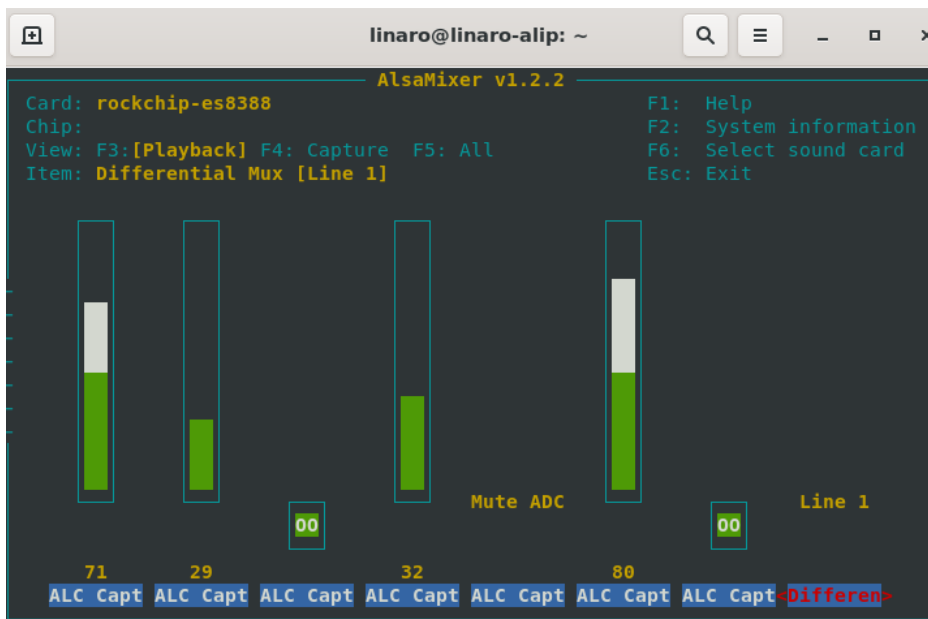 linaro@linaro-alip: ~
AlsaMixer v1.2.2
Card: rockchip-es8388 F1: Help
Chip: F2: System information
View: F3:[Playback] F4: Capture F5: All F6: Select sound card
Item: Differential Mux [Line 1] Esc: Exit
Mute ADC Line 1
OO OO
71 29 32 80
ALC Capt ALC Capt ALC Capt ALC Capt ALC Capt ALC Capt ALC Capt <Differen>